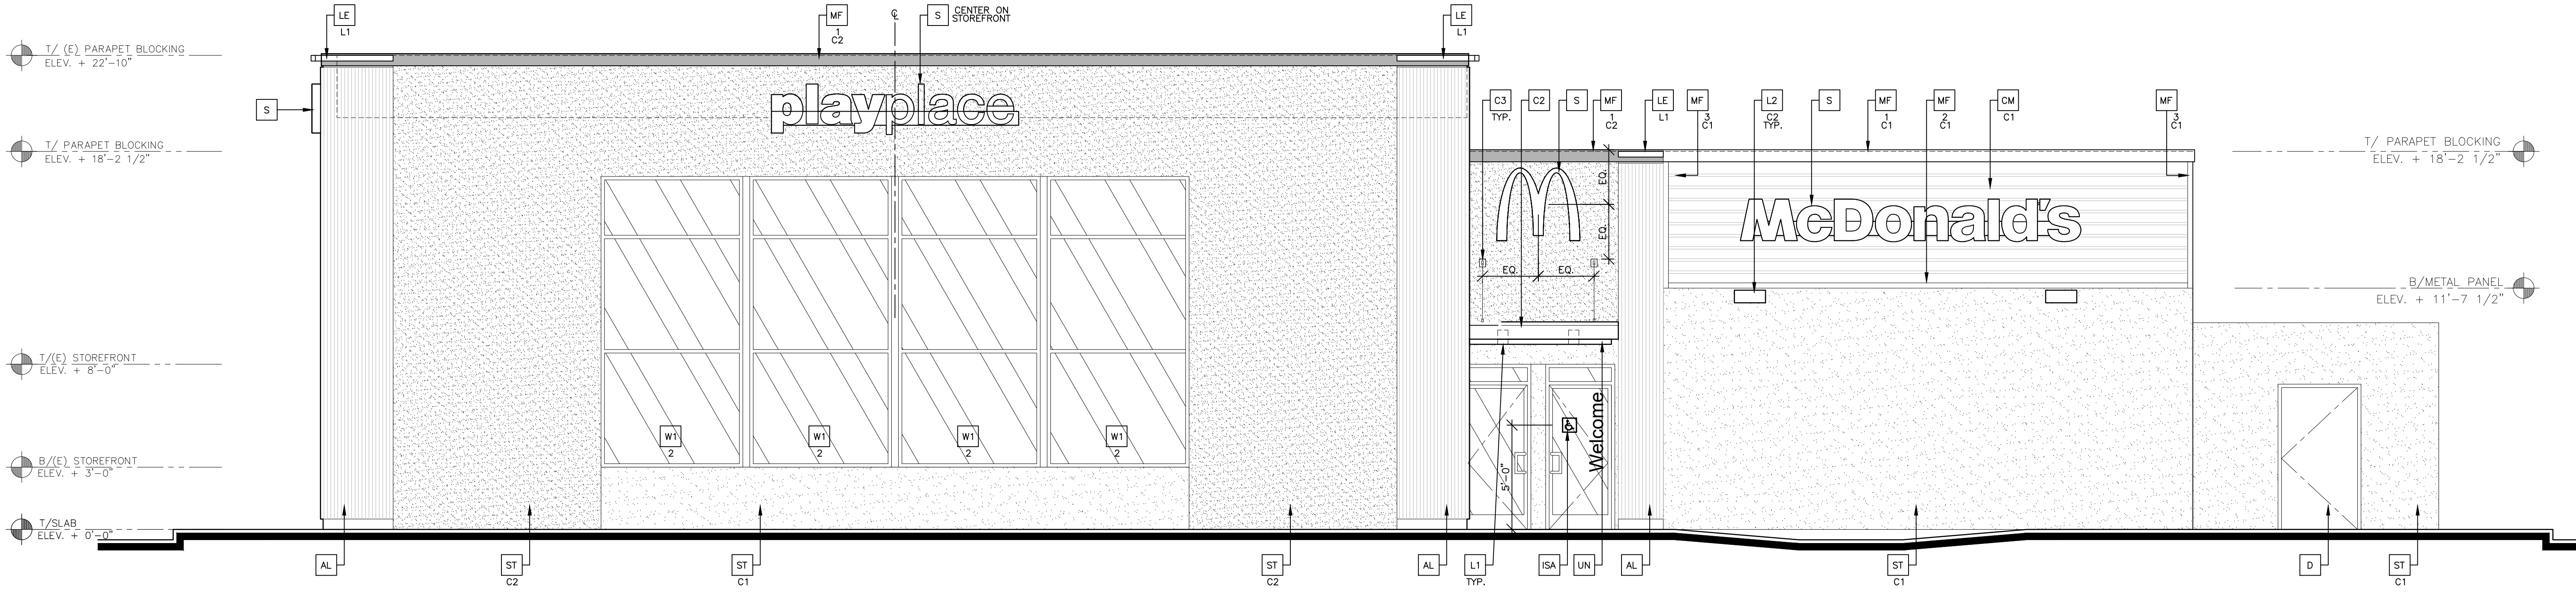 LE
L1
MF
1
C2
℄
S
CENTER ON
STOREFRONT
LE
L1
T/ (E) PARAPET BLOCKING
ELEV. + 22'-10"
S
playplace
C3
TYP.
C2
S
MF
1
C2
LE
L1
MF
3
C1
L2
C2
TYP.
S
MF
1
C1
MF
2
C1
CM
C1
MF
3
C1
T/ PARAPET BLOCKING
ELEV. + 18'-2 1/2"
T/ PARAPET BLOCKING
ELEV. + 18'-2 1/2"
EQ.
EQ.
EQ.
EQ.
McDonald's
B/METAL PANEL
ELEV. + 11'-7 1/2"
T/(E) STOREFRONT
ELEV. + 8'-0"
Welcome
W1
2
W1
2
W1
2
W1
2
B/(E) STOREFRONT
ELEV. + 3'-0"
5'-0"
T/SLAB
ELEV. + 0'-0"
AL
ST
C2
ST
C1
ST
C2
AL
L1
TYP.
ISA
UN
AL
ST
C1
D
ST
C1